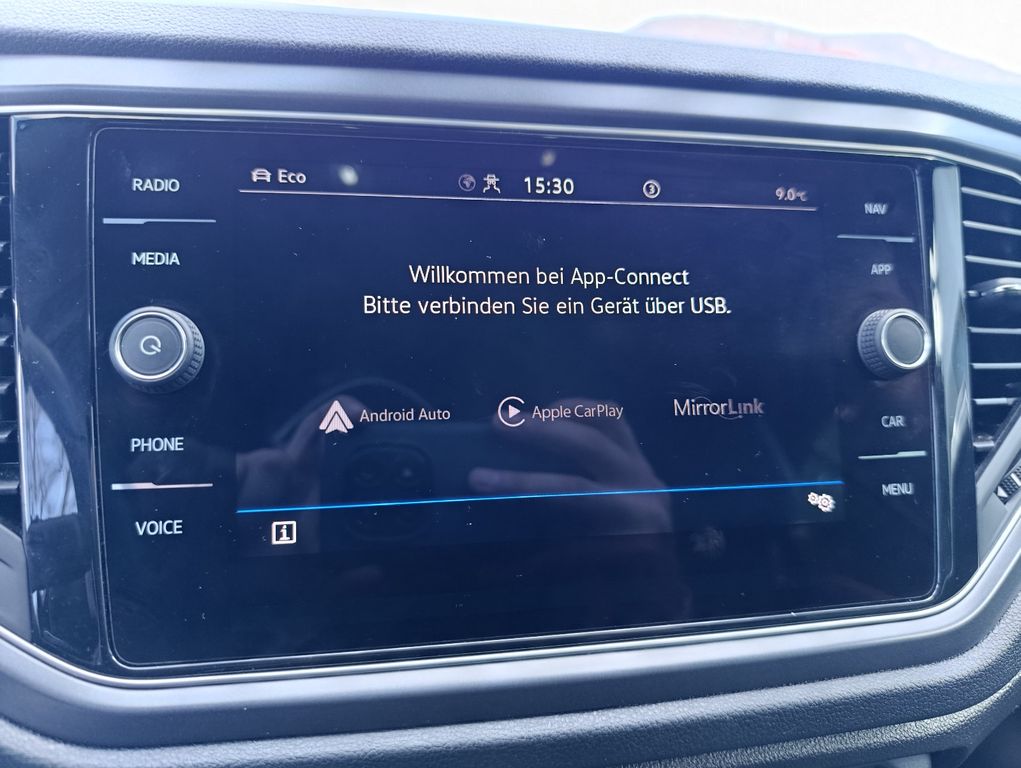 RADIO
MEDIA
PHONE
VOICE
Eco
15:30
3
9.0°C
Willkommen bei App-Connect
Bitte verbinden Sie ein Gerät über USB.
Android Auto
Apple CarPlay
MirrorLink
i
NAV
APP
CAR
MENU